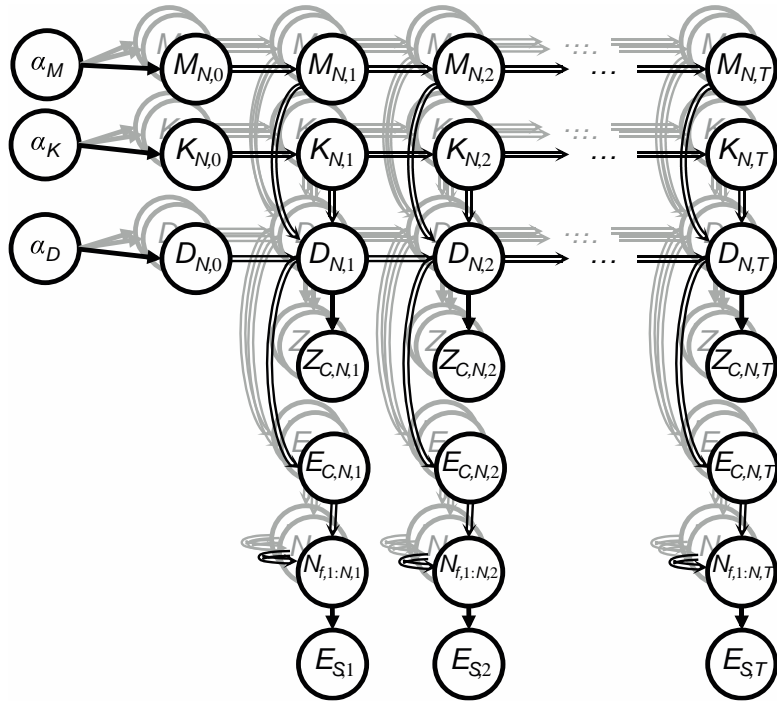 α_M M M M M
M_{N,0} M_{N,1} M_{N,2} ... M_{N,T}
α_K K K K K
K_{N,0} K_{N,1} K_{N,2} ... K_{N,T}
α_D D D D D
D_{N,0} D_{N,1} D_{N,2} ... D_{N,T}
Z Z Z
Z_{C,N,1} Z_{C,N,2} Z_{C,N,T}
E E E
E_{C,N,1} E_{C,N,2} E_{C,N,T}
N N N
N_{f,1:N,1} N_{f,1:N,2} N_{f,1:N,T}
E_{S,1} E_{S,2} E_{S,T}